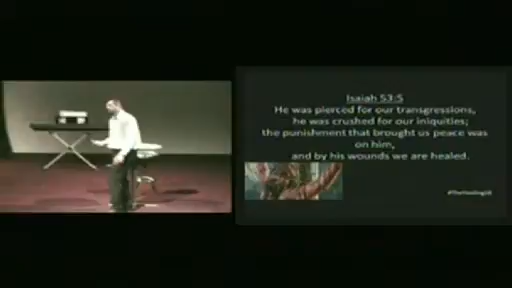 Isaiah 53:5
He was pierced for our transgressions,
he was crushed for our iniquities;
the punishment that brought us peace was
on him,
and by his wounds we are healed.